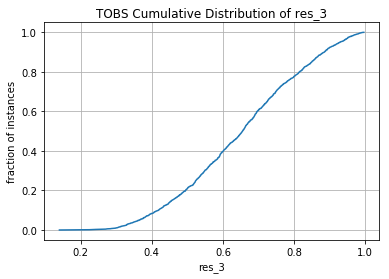 TOBS Cumulative Distribution of res_3
fraction of instances
1.0
0.8
0.6
0.4
0.2
0.0
0.2 0.4 0.6 0.8 1.0
res_3